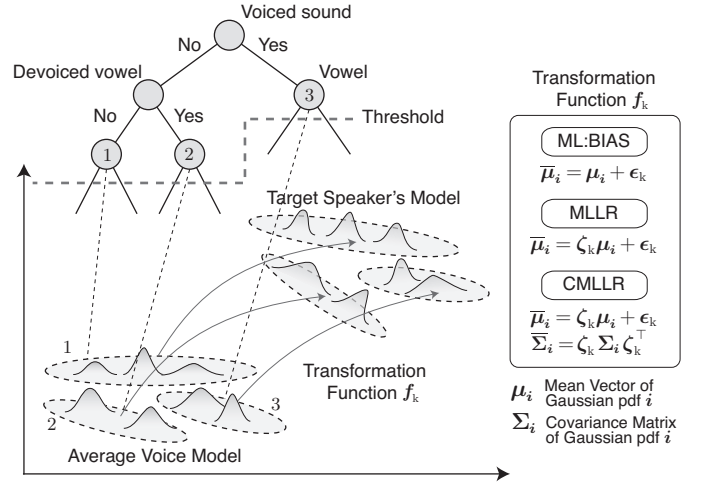 Voiced sound
No
Yes
Devoiced vowel
Vowel
3
No
Yes
Threshold
1
2
Target Speaker's Model
1
2
3
Transformation
Function f_k
Average Voice Model
Transformation
Function f_k
ML:BIAS
μ̅_i = μ_i + ϵ_k
MLLR
μ̅_i = ζ_k μ_i + ϵ_k
CMLLR
μ̅_i = ζ_k μ_i + ϵ_k
Σ̅_i = ζ_k Σ_i ζ_k^⊤
μ_i Mean Vector of
Gaussian pdf i
Σ_i Covariance Matrix
of Gaussian pdf i